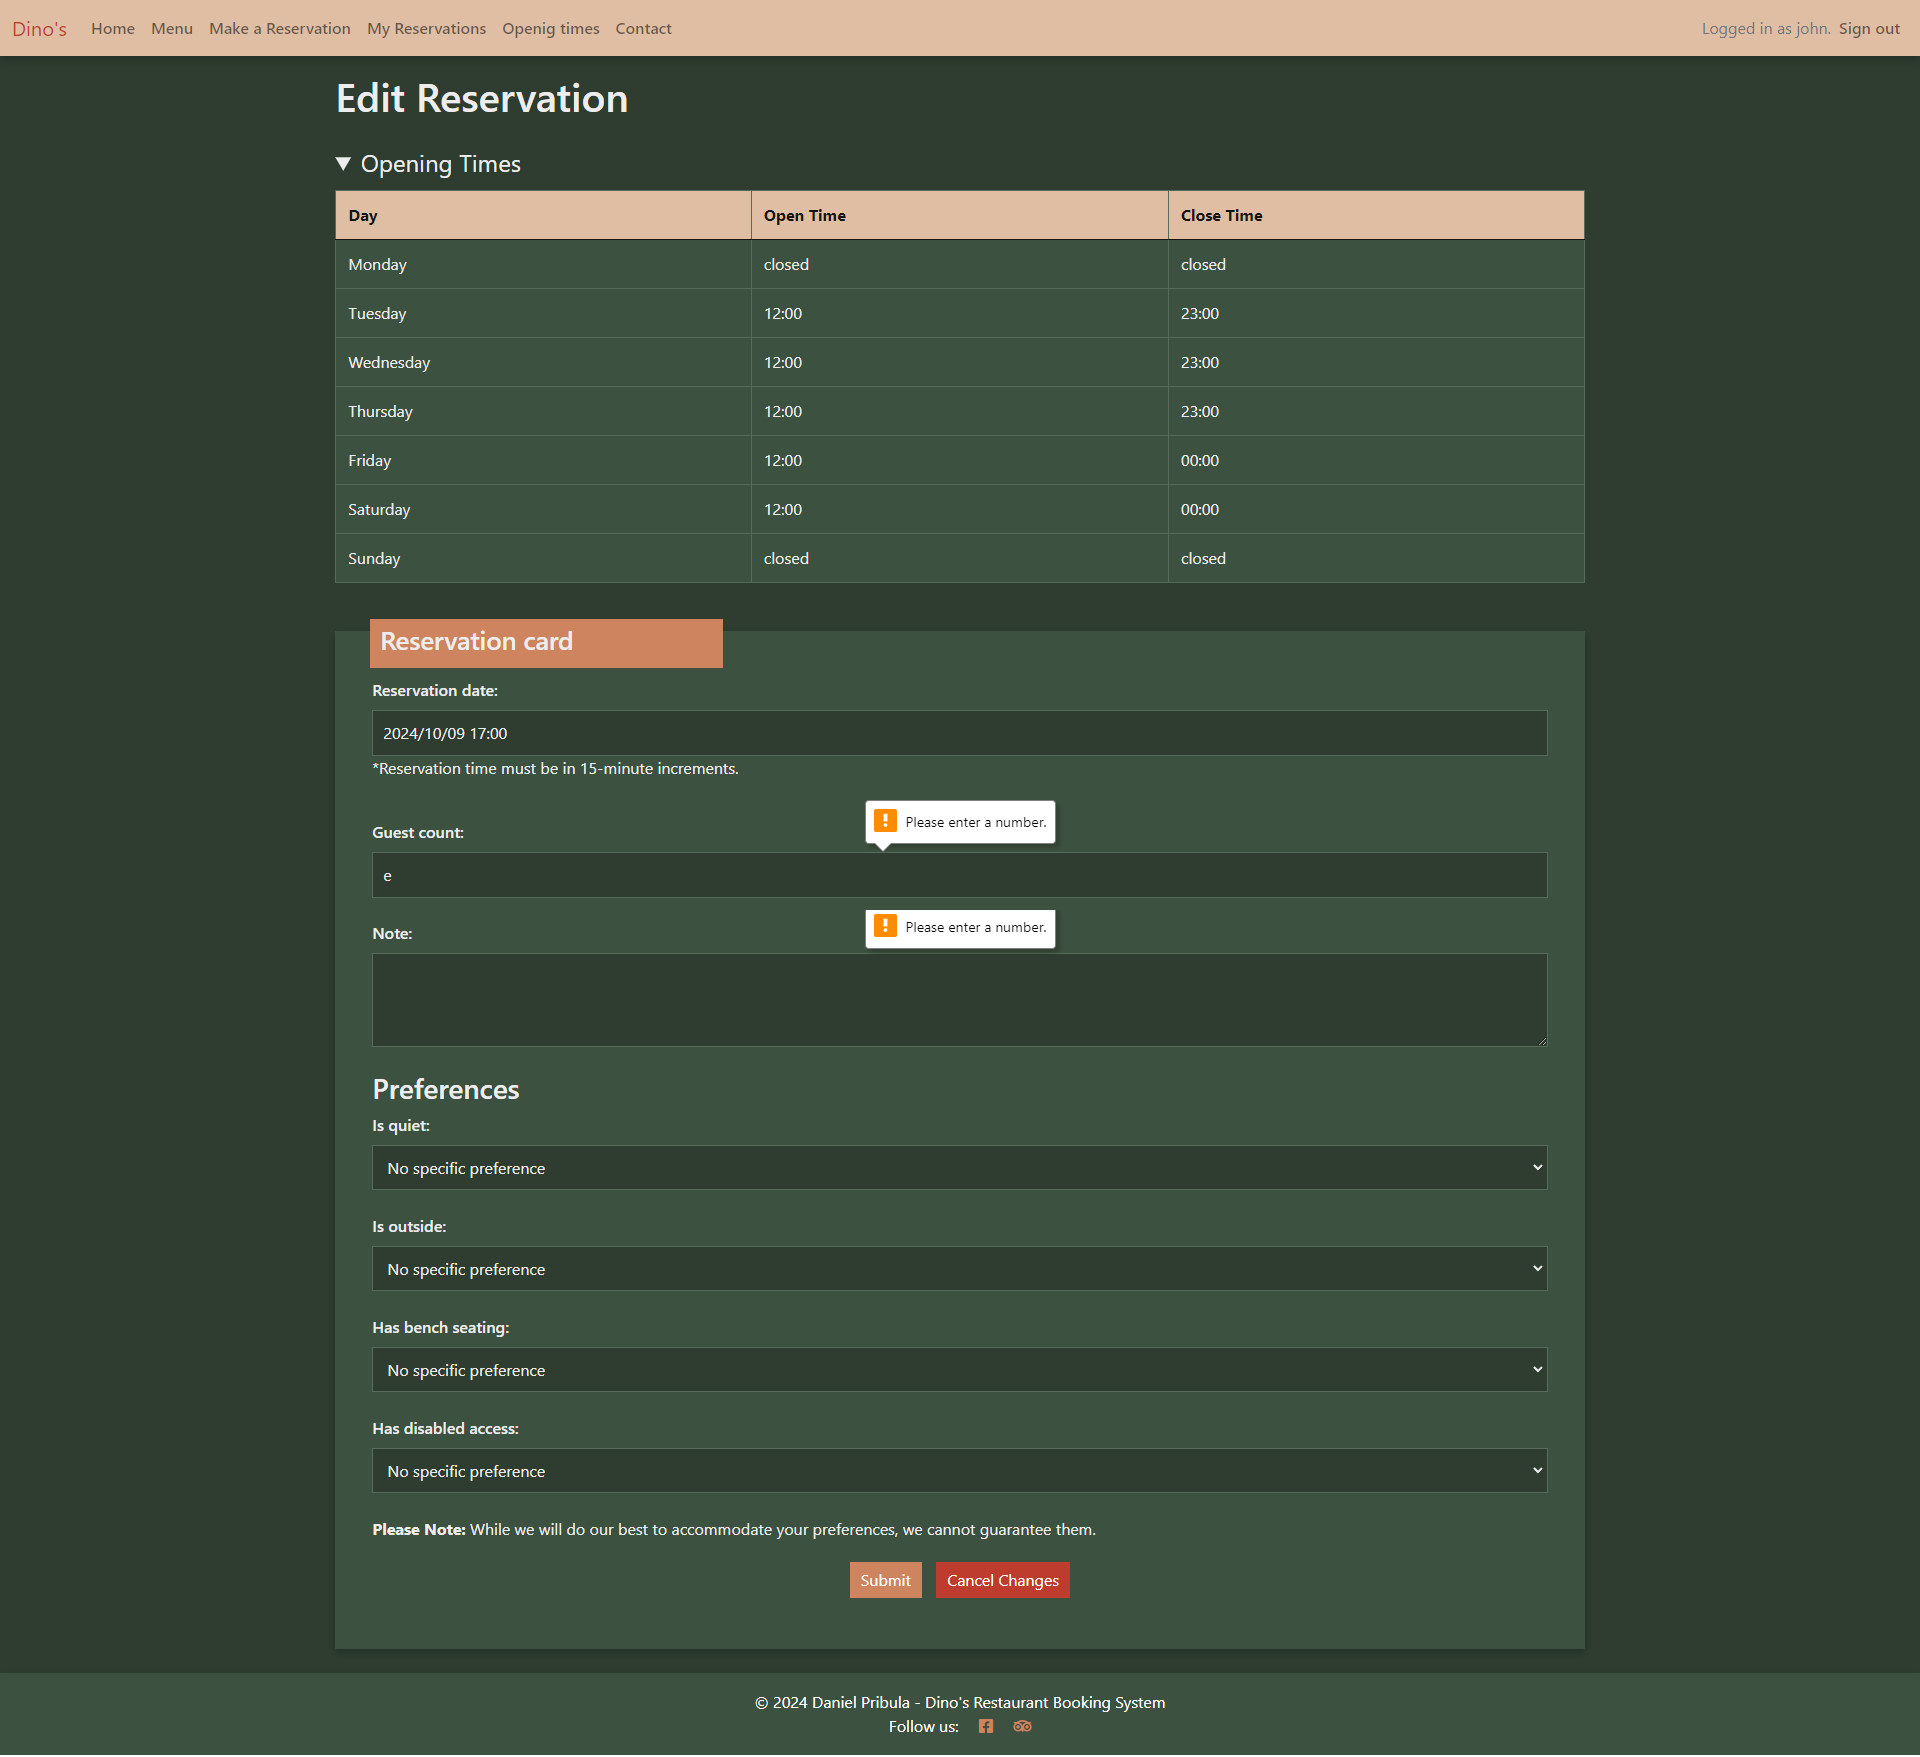 Dino's Home Menu Make a Reservation My Reservations Openig times Contact Logged in as john. Sign out
Edit Reservation
▼ Opening Times
Day Open Time Close Time
Monday closed closed
Tuesday 12:00 23:00
Wednesday 12:00 23:00
Thursday 12:00 23:00
Friday 12:00 00:00
Saturday 12:00 00:00
Sunday closed closed
Reservation card
Reservation date:
2024/10/09 17:00
*Reservation time must be in 15-minute increments.
Please enter a number.
Guest count:
e
Please enter a number.
Note:
Preferences
Is quiet:
No specific preference
Is outside:
No specific preference
Has bench seating:
No specific preference
Has disabled access:
No specific preference
Please Note: While we will do our best to accommodate your preferences, we cannot guarantee them.
Submit Cancel Changes
© 2024 Daniel Pribula - Dino's Restaurant Booking System
Follow us: